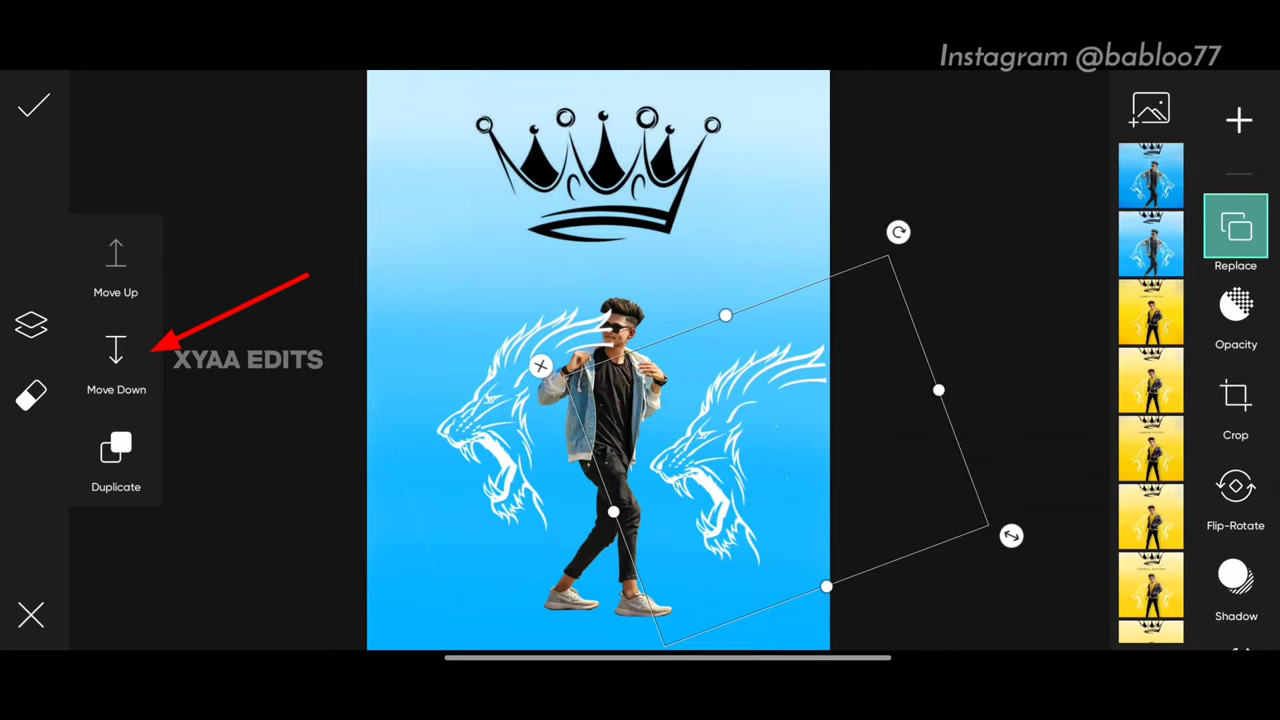 Instagram @babloo77
Move Up
Move Down
Duplicate
XYAA EDITS
Replace
Opacity
Crop
Flip-Rotate
Shadow